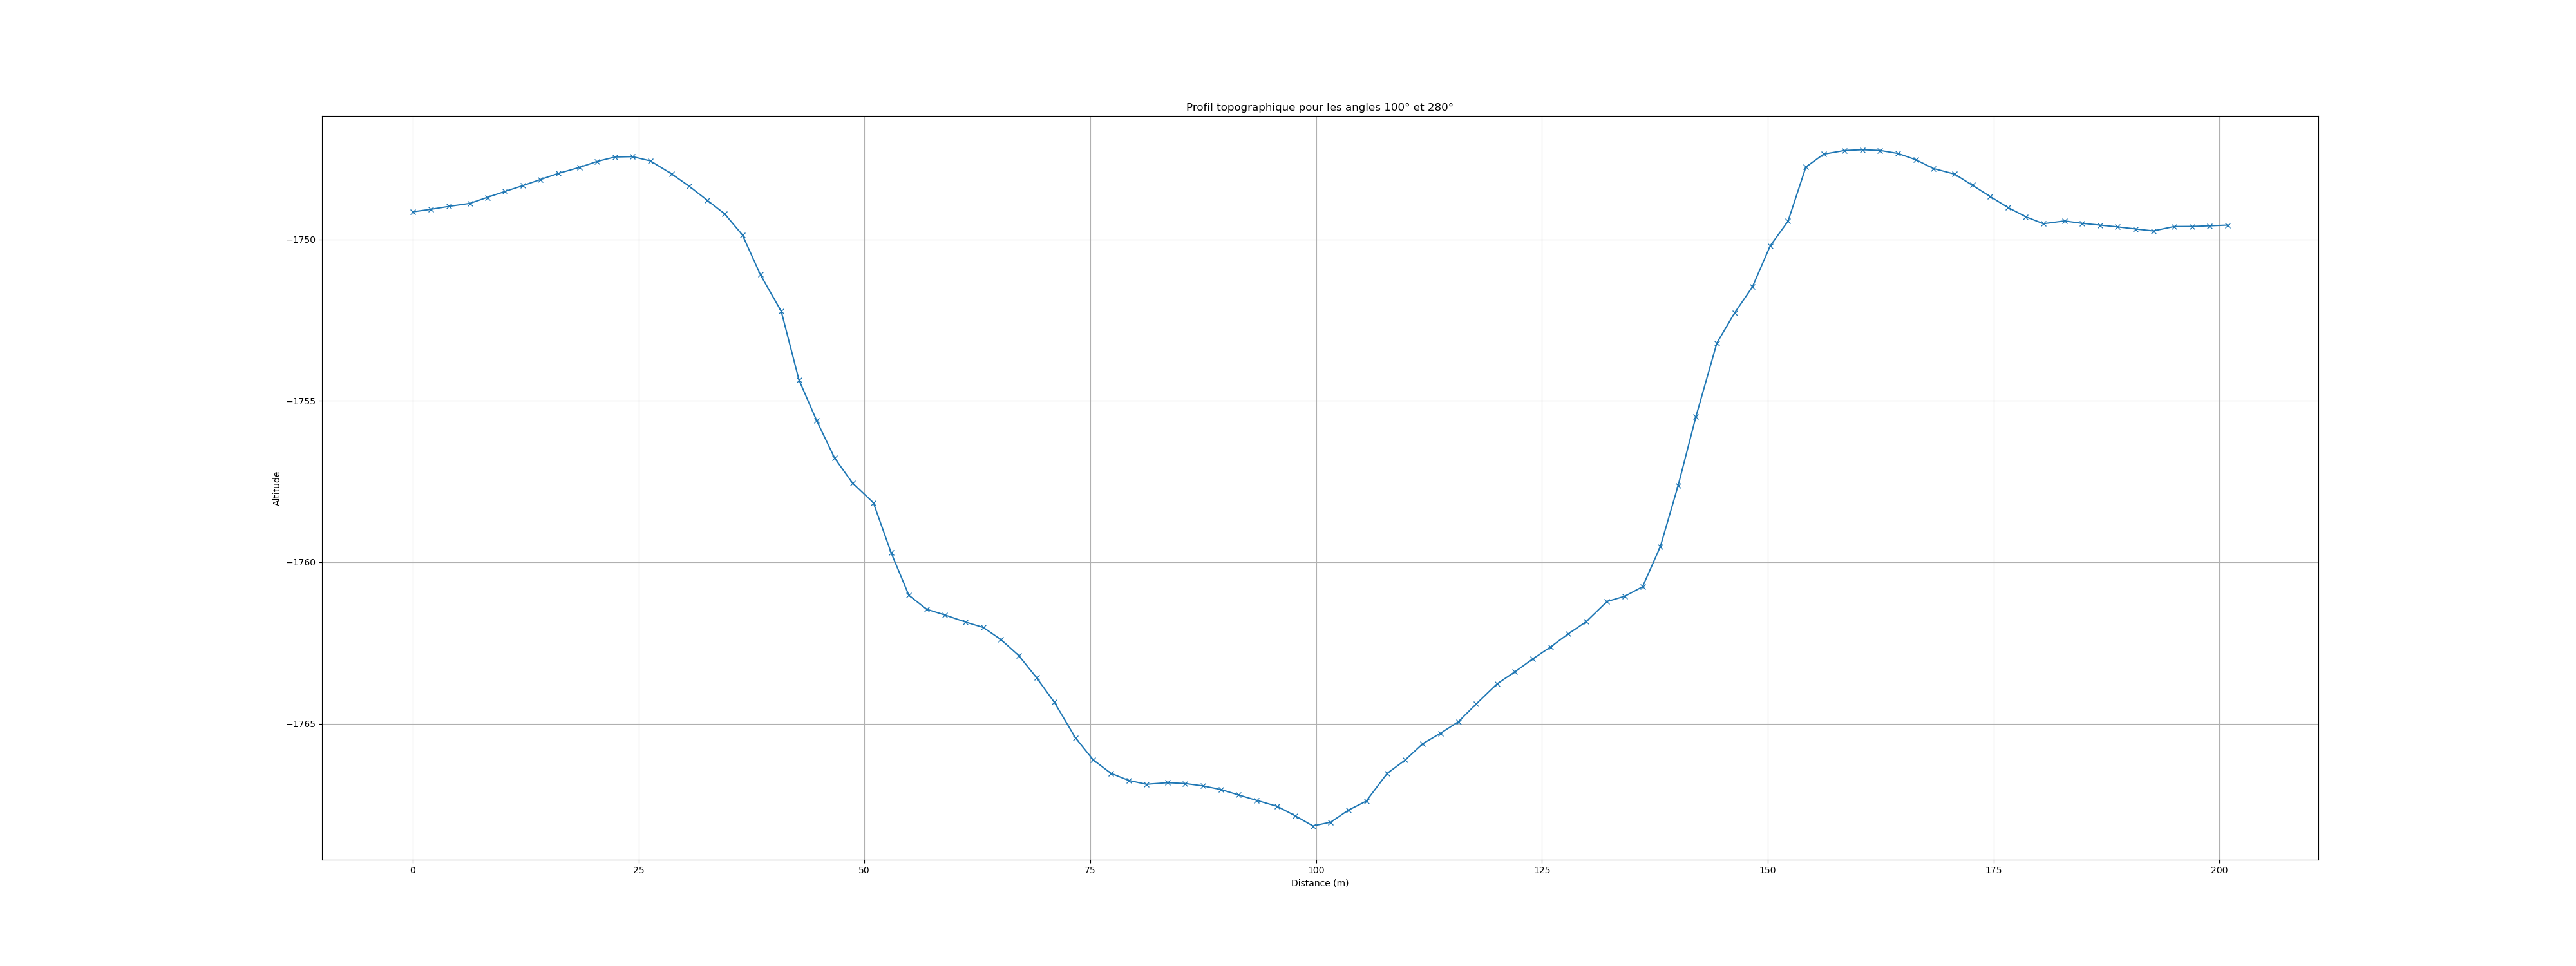 Profil topographique pour les angles 100° et 280°
Altitude
−1750
−1755
−1760
−1765
0 25 50 75 100 125 150 175 200
Distance (m)